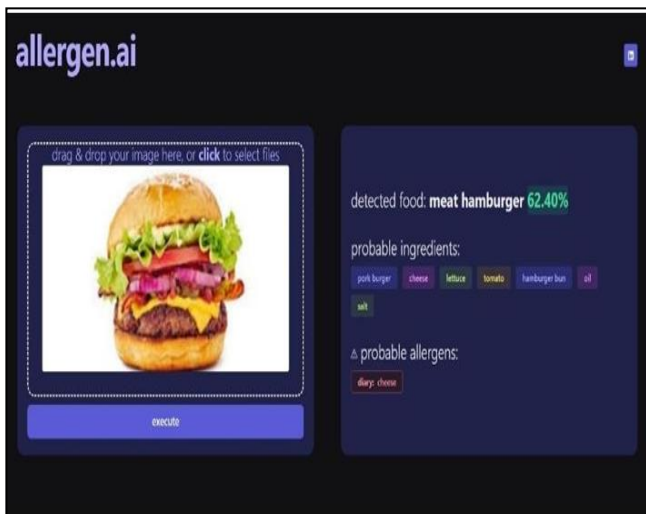 allergen.ai
drag & drop your image here, or click to select files
execute
detected food: meat hamburger 62.40%
probable ingredients:
pork burger cheese lettuce tomato hamburger bun oil
salt
⚠ probable allergens:
diary: cheese